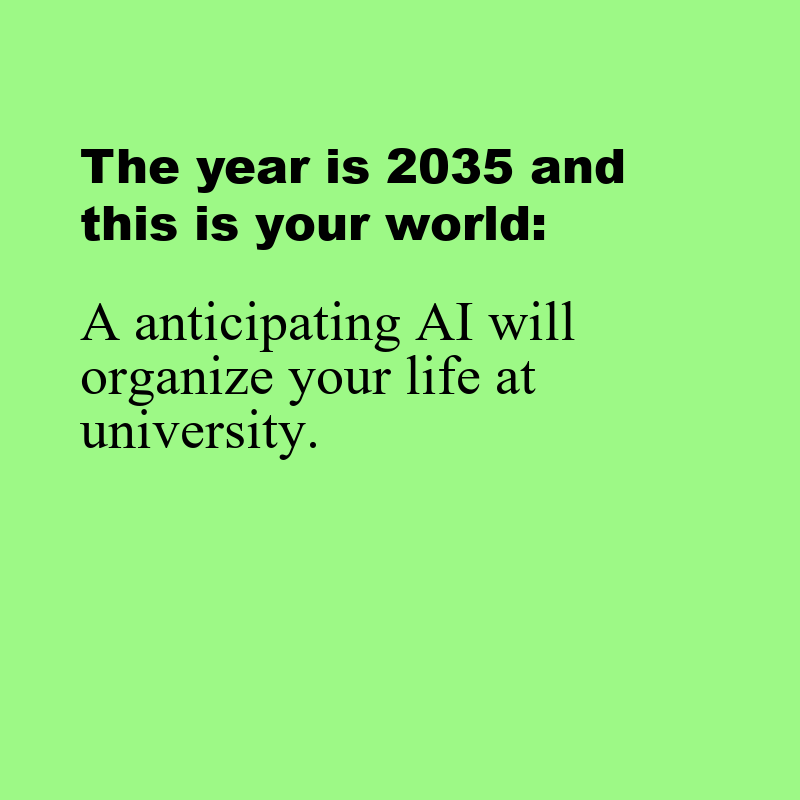 The year is 2035 and
this is your world:
A anticipating AI will
organize your life at
university.